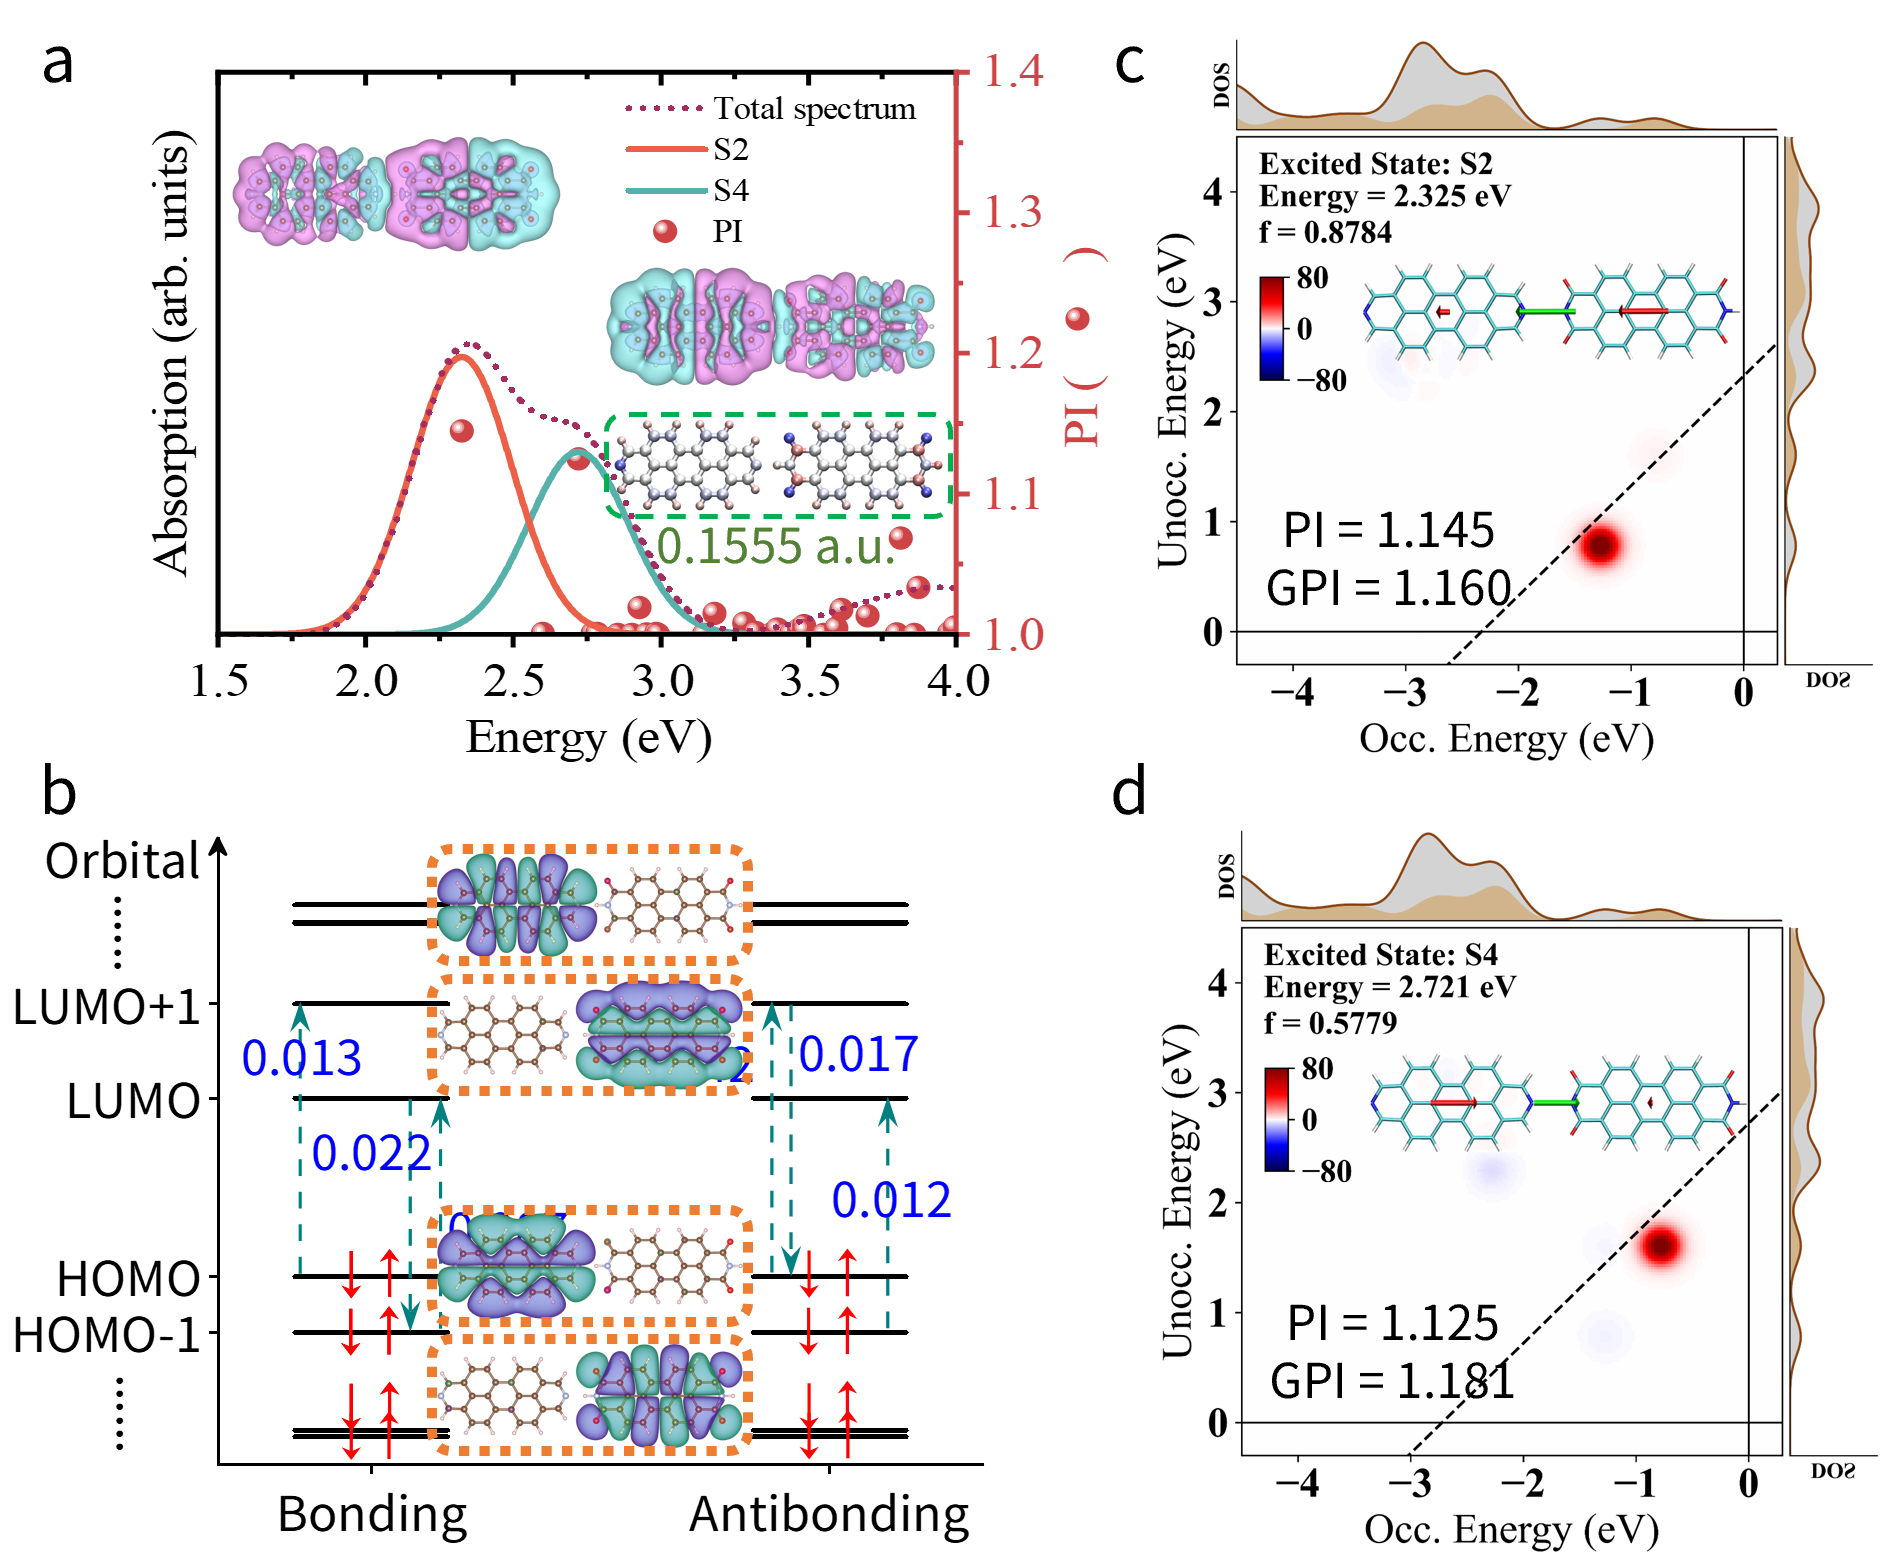 a
Absorption (arb. units)
Total spectrum
S2
S4
PI
0.1555 a.u.
1.4
1.3
1.2
1.1
1.0
PI ( )
1.5 2.0 2.5 3.0 3.5 4.0
Energy (eV)
b
Orbital
LUMO+1
LUMO
HOMO
HOMO-1
0.013
0.022
0.017
0.012
Bonding Antibonding
c
DOS
Excited State: S2
Energy = 2.325 eV
f = 0.8784
80
0
−80
PI = 1.145
GPI = 1.160
Unocc. Energy (eV)
4
3
2
1
0
−4 −3 −2 −1 0
Occ. Energy (eV)
DOS
d
DOS
Excited State: S4
Energy = 2.721 eV
f = 0.5779
80
0
−80
PI = 1.125
GPI = 1.181
Unocc. Energy (eV)
4
3
2
1
0
−4 −3 −2 −1 0
Occ. Energy (eV)
DOS